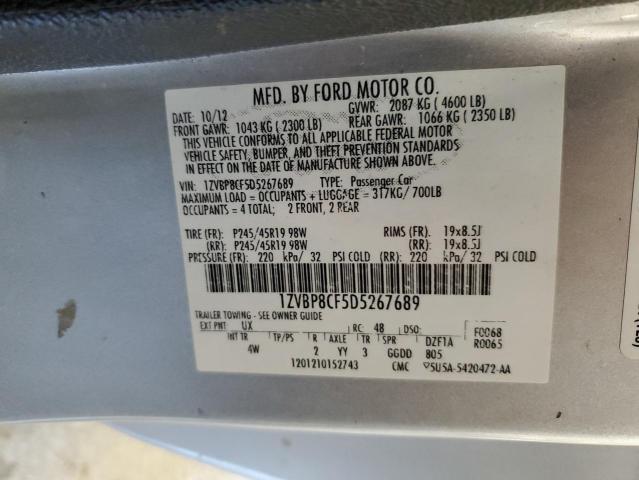 MFD. BY FORD MOTOR CO.
DATE: 10/12 GVWR: 2087 KG ( 4600 LB)
FRONT GAWR: 1043 KG ( 2300 LB) REAR GAWR: 1066 KG ( 2350 LB)
THIS VEHICLE CONFORMS TO ALL APPLICABLE FEDERAL MOTOR
VEHICLE SAFETY, BUMPER, AND THEFT PREVENTION STANDARDS
IN EFFECT ON THE DATE OF MANUFACTURE SHOWN ABOVE.
VIN: 1ZVBP8CF5D5267689 TYPE: Passenger Car
MAXIMUM LOAD = OCCUPANTS + LUGGAGE = 317KG/ 700LB
OCCUPANTS = 4 TOTAL; 2 FRONT, 2 REAR
TIRE (FR): P245/45R19 98W RIMS (FR): 19x8.5J
(RR): P245/45R19 98W (RR): 19x8.5J
PRESSURE (FR): 220 kPa/ 32 PSI COLD (RR): 220 kPa/ 32 PSI COLD
1ZVBP8CF5D5267689
TRAILER TOWING - SEE OWNER GUIDE
EXT PNT: UX RC: 48 DSO: F0068
INT TR TP/PS R AXLE TR SPR DZF1A R0065
4W 2 YY 3 GGDD 805
1201210152743 CMC ▽5U5A-5420472-AA